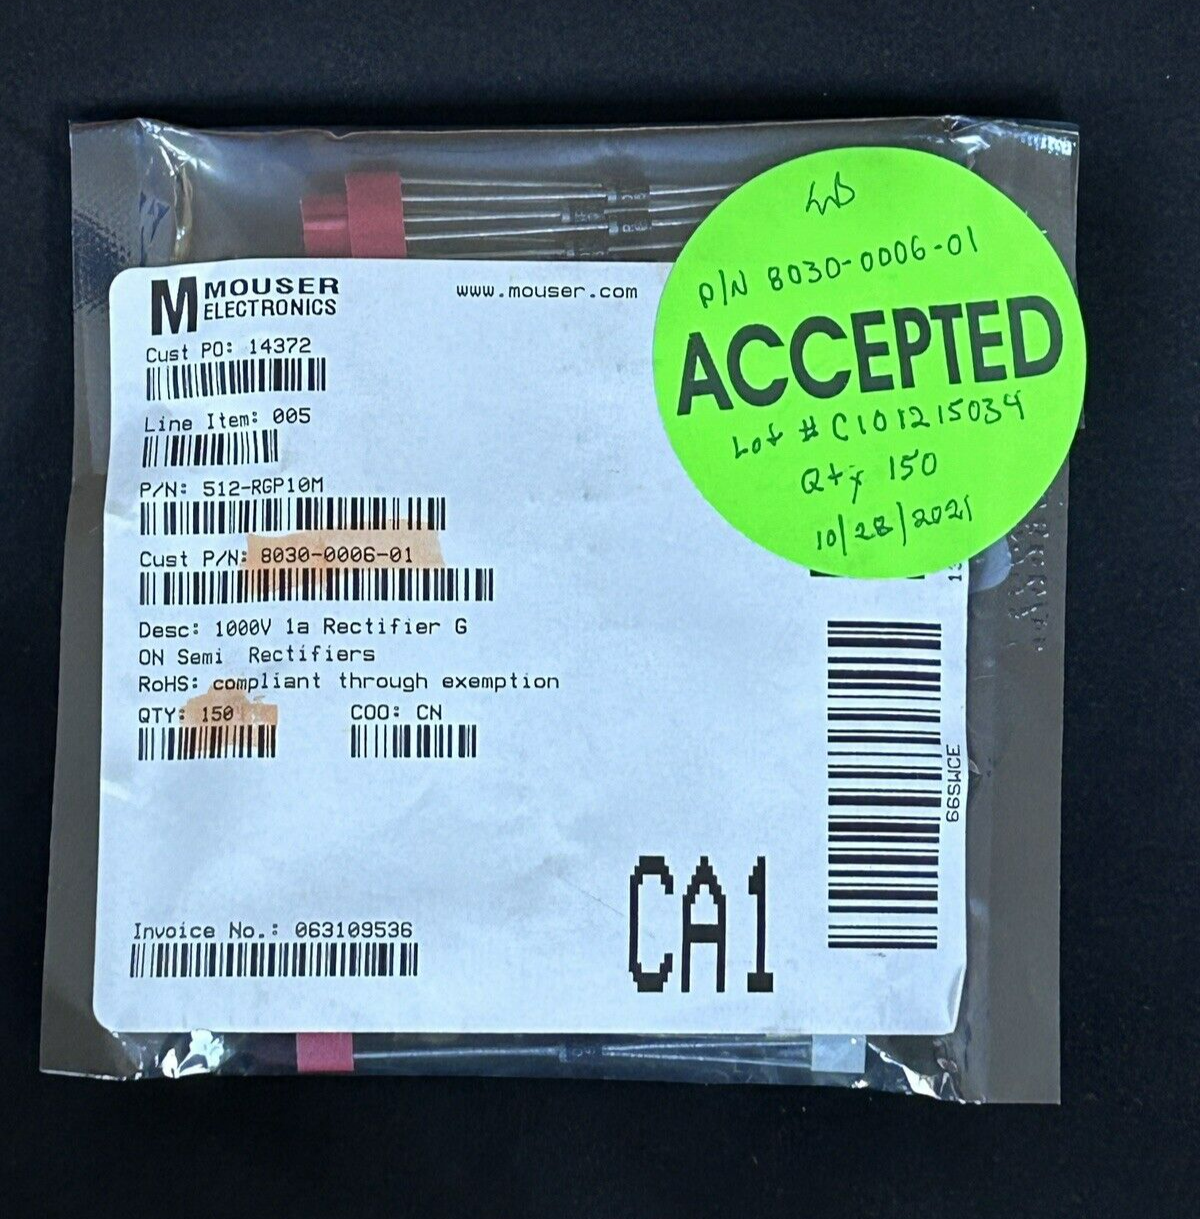 MOUSER
ELECTRONICS
www.mouser.com
Cust PO: 14372
Line Item: 005
P/N: 512-RGP10M
Cust P/N: 8030-0006-01
Desc: 1000V 1a Rectifier G
ON Semi Rectifiers
RoHS: compliant through exemption
QTY: 150 COO: CN
Invoice No.: 063109536
CA1
66SWCE
P/N 8030-0006-01
ACCEPTED
Lot # C101215034
Qty 150
10/28/2021